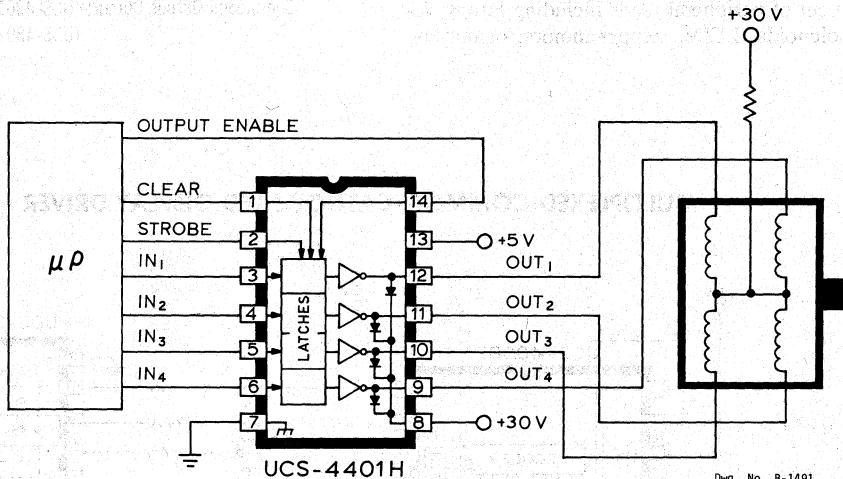 +30 V
OUTPUT ENABLE
CLEAR
1
14
STROBE
2
13
+5 V
μP
IN1
3
12
OUT1
IN2
4
11
OUT2
IN3
5
LATCHES
10
OUT3
IN4
6
9
OUT4
7
8
+30 V
UCS-4401H
Dwg. No. B-1491